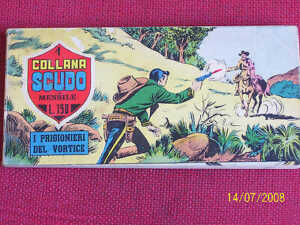 1
COLLANA
SCUDO
MENSILE
L. 150
I PRIGIONIERI
DEL VORTICE
14/07/2008